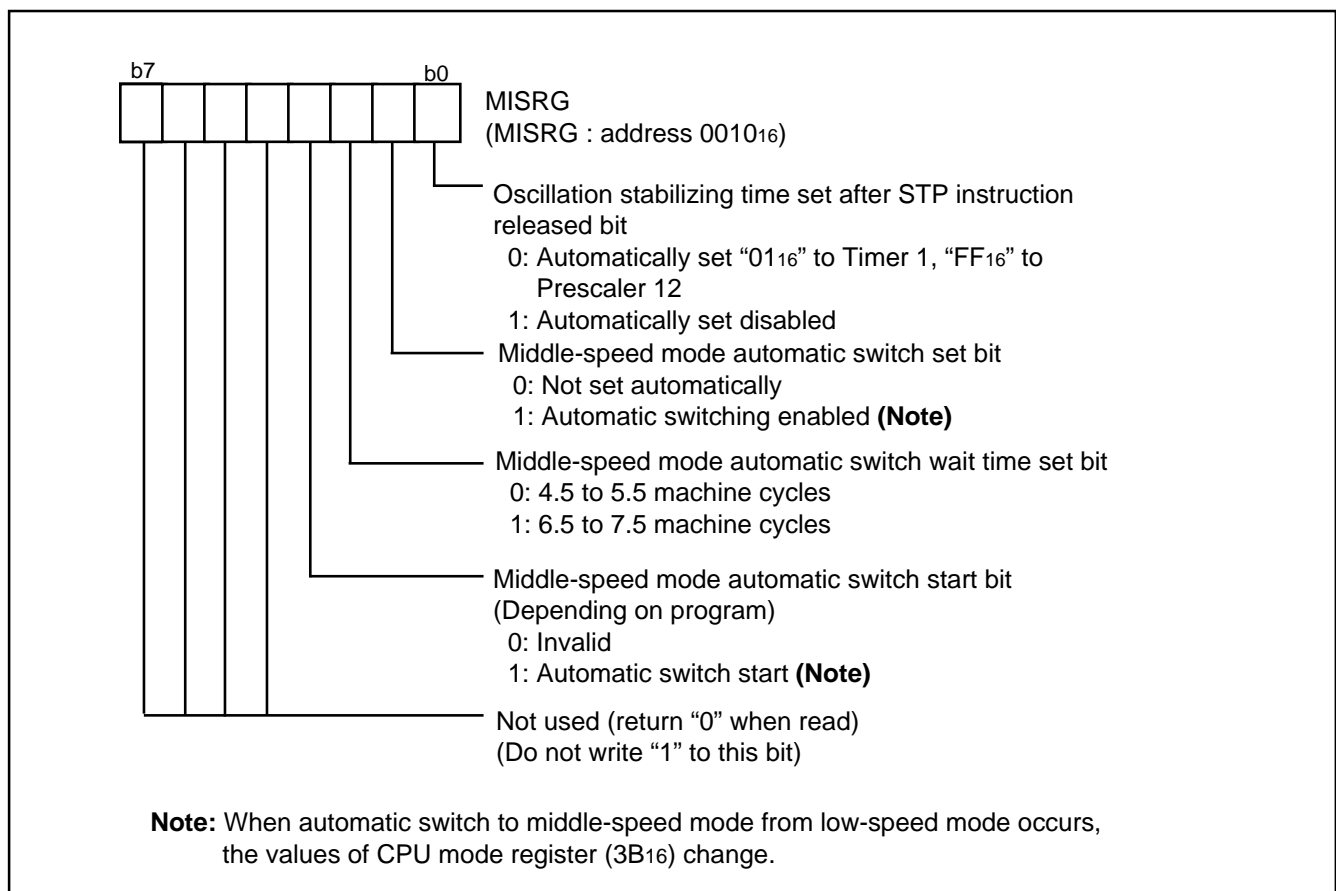 b7 b0
MISRG
(MISRG : address 001016)
Oscillation stabilizing time set after STP instruction
released bit
0: Automatically set “0116” to Timer 1, “FF16” to
Prescaler 12
1: Automatically set disabled
Middle-speed mode automatic switch set bit
0: Not set automatically
1: Automatic switching enabled (Note)
Middle-speed mode automatic switch wait time set bit
0: 4.5 to 5.5 machine cycles
1: 6.5 to 7.5 machine cycles
Middle-speed mode automatic switch start bit
(Depending on program)
0: Invalid
1: Automatic switch start (Note)
Not used (return “0” when read)
(Do not write “1” to this bit)
Note: When automatic switch to middle-speed mode from low-speed mode occurs,
the values of CPU mode register (3B16) change.